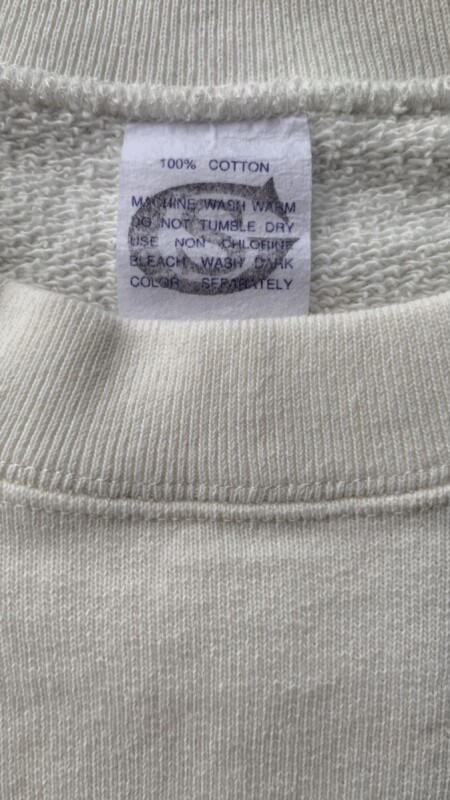 100% COTTON
MACHINE WASH WARM
DO NOT TUMBLE DRY
USE NON CHLORINE
BLEACH WASH DARK
COLOR SEPARATELY